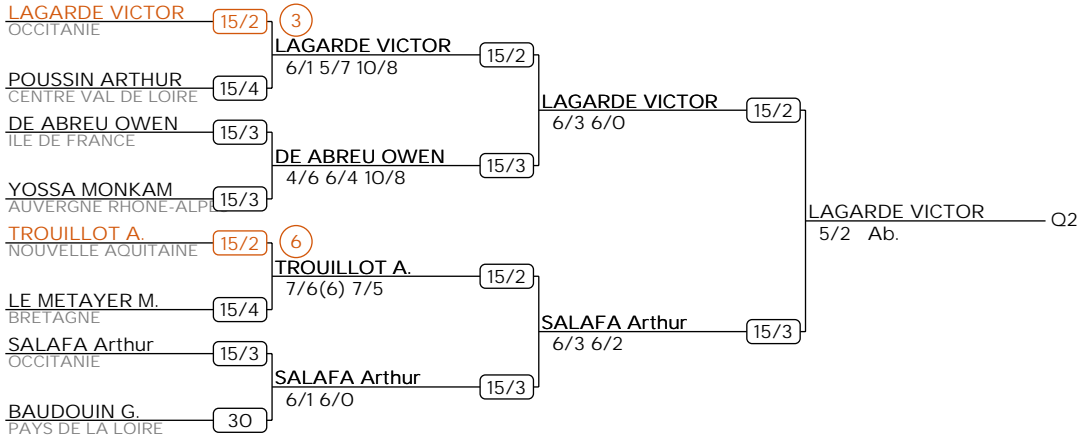 LAGARDE VICTOR 15/2 3
OCCITANIE
LAGARDE VICTOR 15/2
6/1 5/7 10/8
POUSSIN ARTHUR 15/4
CENTRE VAL DE LOIRE
LAGARDE VICTOR 15/2
6/3 6/0
DE ABREU OWEN 15/3
ILE DE FRANCE
DE ABREU OWEN 15/3
4/6 6/4 10/8
YOSSA MONKAM 15/3
AUVERGNE RHONE-ALPES
LAGARDE VICTOR Q2
5/2 Ab.
TROUILLOT A. 15/2 6
NOUVELLE AQUITAINE
TROUILLOT A. 15/2
7/6(6) 7/5
LE METAYER M. 15/4
BRETAGNE
SALAFA Arthur 15/3
6/3 6/2
SALAFA Arthur 15/3
OCCITANIE
SALAFA Arthur 15/3
6/1 6/0
BAUDOUIN G. 30
PAYS DE LA LOIRE